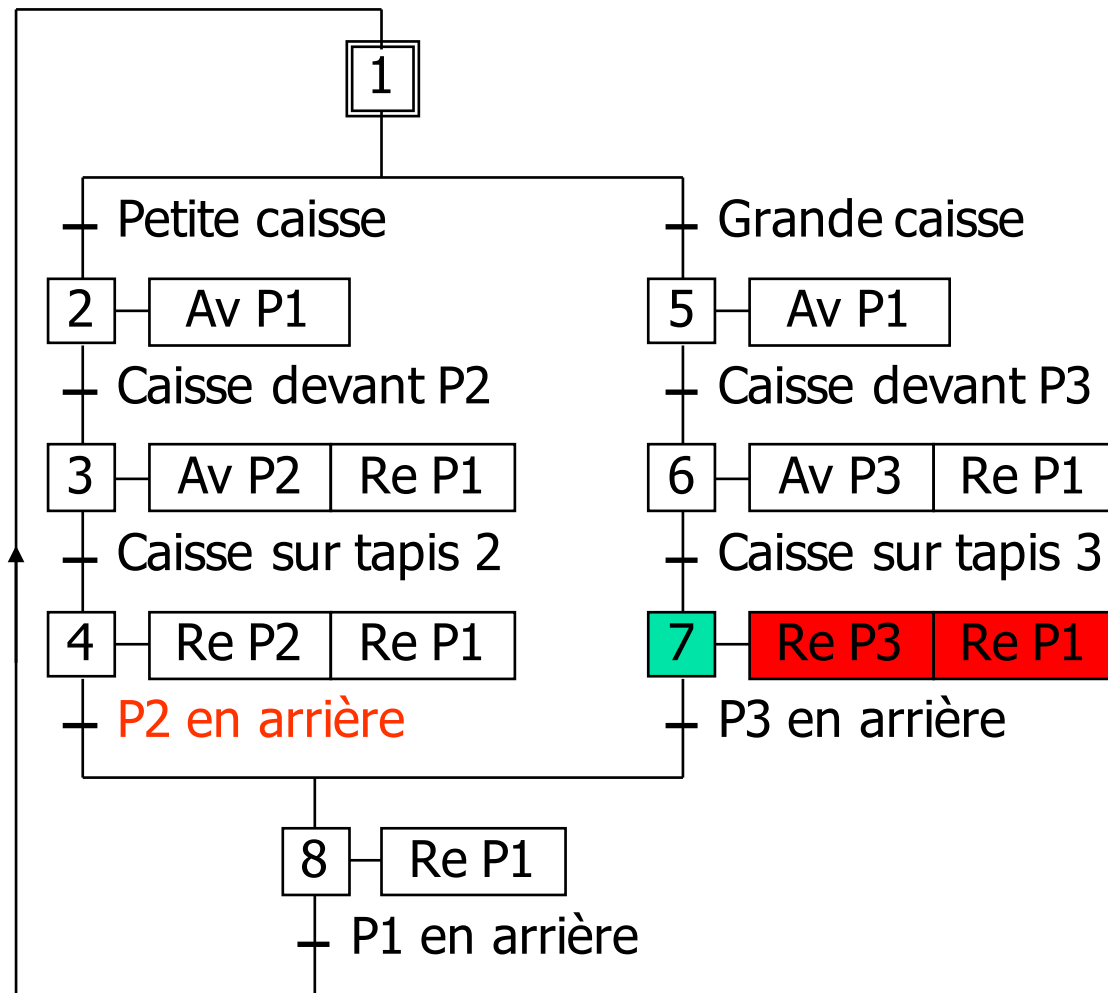 1
Petite caisse Grande caisse
2 Av P1 5 Av P1
Caisse devant P2 Caisse devant P3
3 Av P2 Re P1 6 Av P3 Re P1
Caisse sur tapis 2 Caisse sur tapis 3
4 Re P2 Re P1 7 Re P3 Re P1
P2 en arrière P3 en arrière
8 Re P1
P1 en arrière